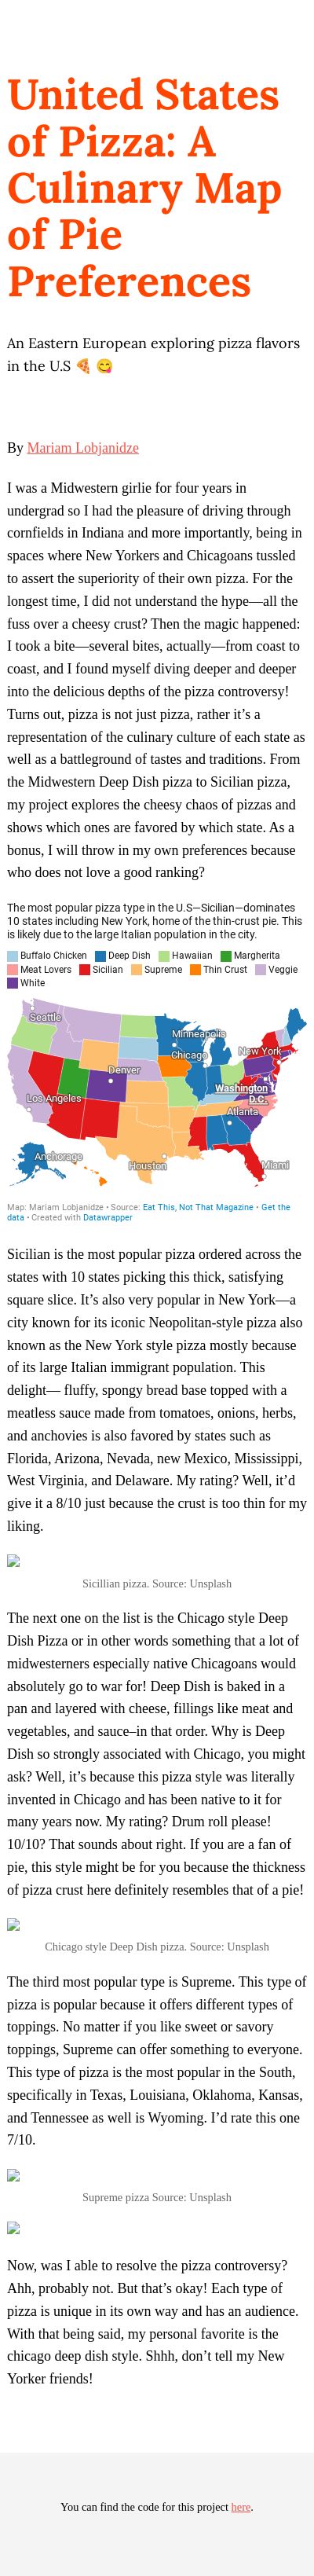 United States
of Pizza: A
Culinary Map
of Pie
Preferences
An Eastern European exploring pizza flavors
in the U.S 🍕 😋
By Mariam Lobjanidze
I was a Midwestern girlie for four years in
undergrad so I had the pleasure of driving through
cornfields in Indiana and more importantly, being in
spaces where New Yorkers and Chicagoans tussled
to assert the superiority of their own pizza. For the
longest time, I did not understand the hype—all the
fuss over a cheesy crust? Then the magic happened:
I took a bite—several bites, actually—from coast to
coast, and I found myself diving deeper and deeper
into the delicious depths of the pizza controversy!
Turns out, pizza is not just pizza, rather it’s a
representation of the culinary culture of each state as
well as a battleground of tastes and traditions. From
the Midwestern Deep Dish pizza to Sicilian pizza,
my project explores the cheesy chaos of pizzas and
shows which ones are favored by which state. As a
bonus, I will throw in my own preferences because
who does not love a good ranking?
The most popular pizza type in the U.S—Sicilian—dominates
10 states including New York, home of the thin-crust pie. This
is likely due to the large Italian population in the city.
Buffalo Chicken Deep Dish Hawaiian Margherita
Meat Lovers Sicilian Supreme Thin Crust Veggie
White
Seattle
Minneapolis
Chicago
New York
Denver
Washington
D.C.
Los Angeles
Atlanta
Anchorage
Houston
Miami
Map: Mariam Lobjanidze • Source: Eat This, Not That Magazine • Get the
data • Created with Datawrapper
Sicilian is the most popular pizza ordered across the
states with 10 states picking this thick, satisfying
square slice. It’s also very popular in New York—a
city known for its iconic Neopolitan-style pizza also
known as the New York style pizza mostly because
of its large Italian immigrant population. This
delight— fluffy, spongy bread base topped with a
meatless sauce made from tomatoes, onions, herbs,
and anchovies is also favored by states such as
Florida, Arizona, Nevada, new Mexico, Mississippi,
West Virginia, and Delaware. My rating? Well, it’d
give it a 8/10 just because the crust is too thin for my
liking.
Sicillian pizza. Source: Unsplash
The next one on the list is the Chicago style Deep
Dish Pizza or in other words something that a lot of
midwesterners especially native Chicagoans would
absolutely go to war for! Deep Dish is baked in a
pan and layered with cheese, fillings like meat and
vegetables, and sauce–in that order. Why is Deep
Dish so strongly associated with Chicago, you might
ask? Well, it’s because this pizza style was literally
invented in Chicago and has been native to it for
many years now. My rating? Drum roll please!
10/10? That sounds about right. If you are a fan of
pie, this style might be for you because the thickness
of pizza crust here definitely resembles that of a pie!
Chicago style Deep Dish pizza. Source: Unsplash
The third most popular type is Supreme. This type of
pizza is popular because it offers different types of
toppings. No matter if you like sweet or savory
toppings, Supreme can offer something to everyone.
This type of pizza is the most popular in the South,
specifically in Texas, Louisiana, Oklahoma, Kansas,
and Tennessee as well is Wyoming. I’d rate this one
7/10.
Supreme pizza Source: Unsplash
Now, was I able to resolve the pizza controversy?
Ahh, probably not. But that’s okay! Each type of
pizza is unique in its own way and has an audience.
With that being said, my personal favorite is the
chicago deep dish style. Shhh, don’t tell my New
Yorker friends!
You can find the code for this project here.